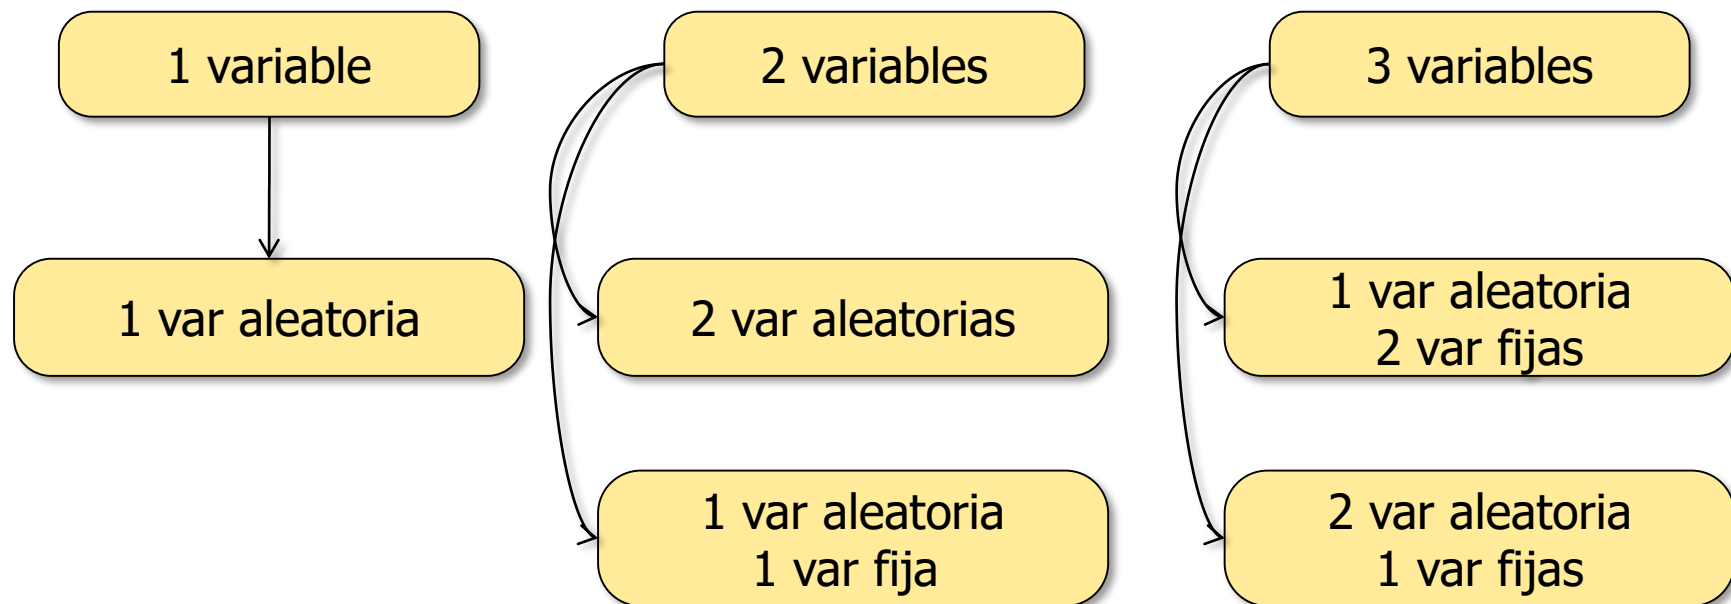 1 variable
2 variables
3 variables
1 var aleatoria
2 var aleatorias
1 var aleatoria
2 var fijas
1 var aleatoria
1 var fija
2 var aleatoria
1 var fijas